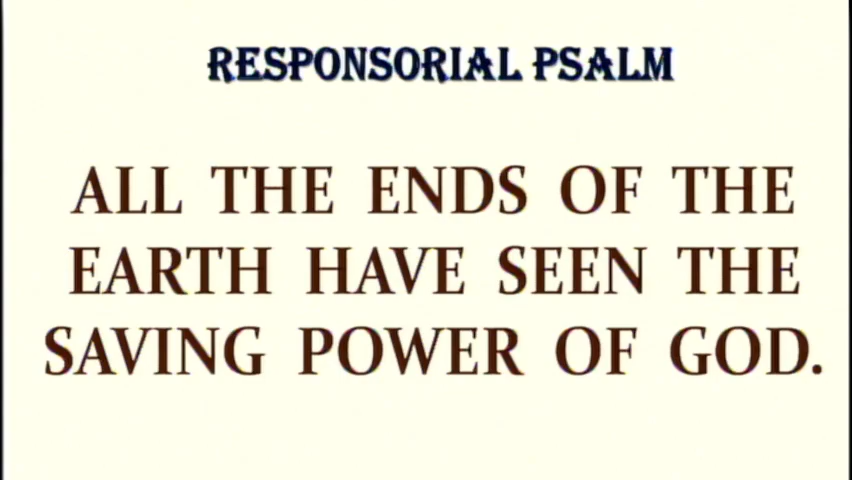 RESPONSORIAL PSALM
ALL THE ENDS OF THE
EARTH HAVE SEEN THE
SAVING POWER OF GOD.